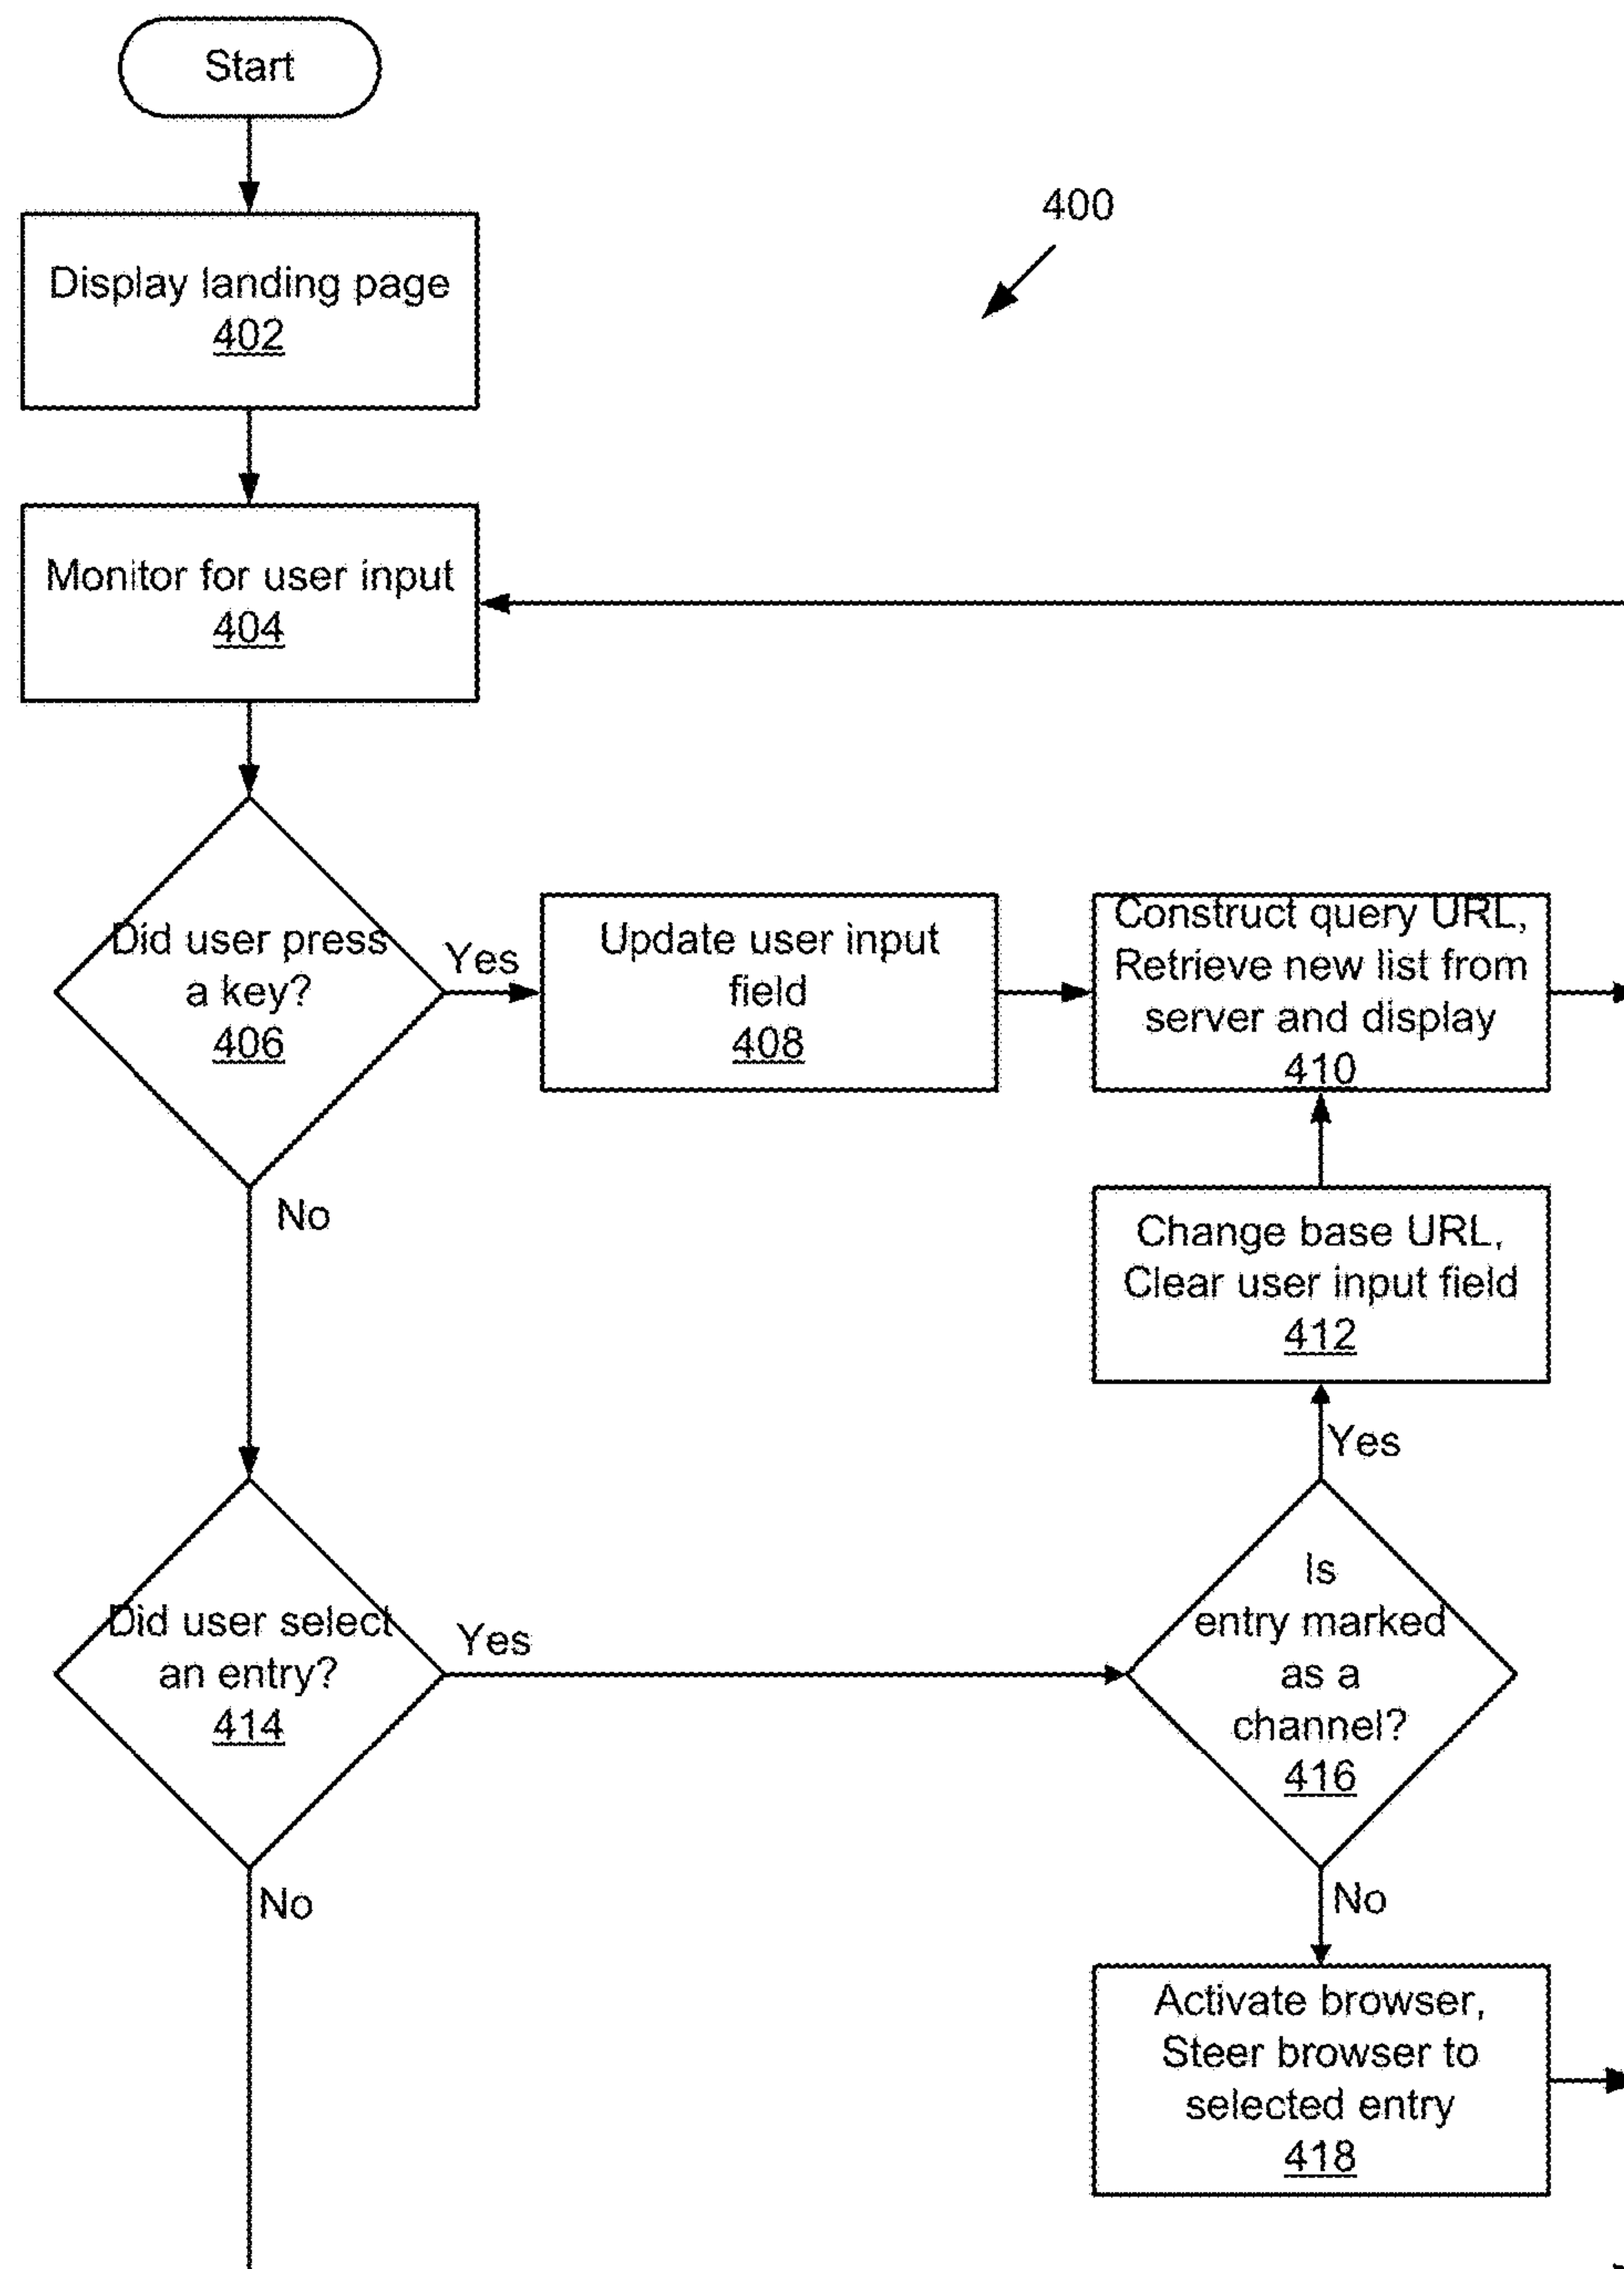 Start
400
Display landing page
402
Monitor for user input
404
Did user press
a key?
406
Yes
Update user input
field
408
Construct query URL,
Retrieve new list from
server and display
410
No
Change base URL,
Clear user input field
412
Yes
Did user select
an entry?
414
Yes
Is
entry marked
as a
channel?
416
No
No
Activate browser,
Steer browser to
selected entry
418